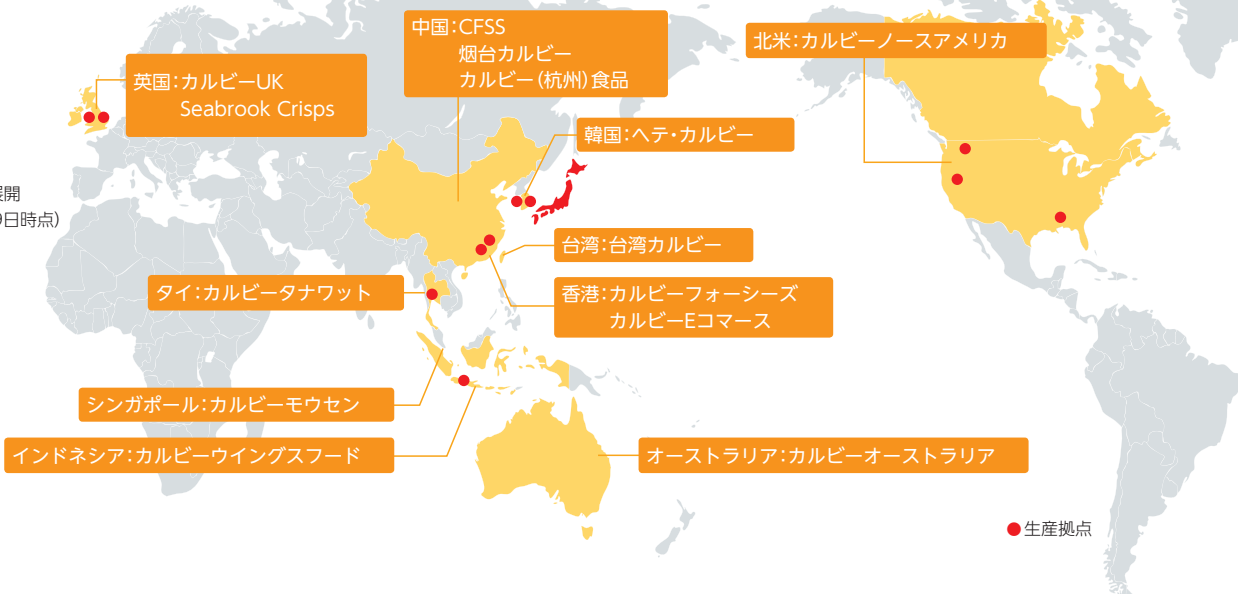 中国：CFSS
烟台カルビー
カルビー（杭州）食品
北米：カルビーノースアメリカ
英国：カルビーUK
Seabrook Crisps
韓国：ヘテ・カルビー
展開
9日時点）
台湾：台湾カルビー
タイ：カルビータナワット
香港：カルビーフォーシーズ
カルビーEコマース
シンガポール：カルビーモウセン
インドネシア：カルビーウイングスフード
オーストラリア：カルビーオーストラリア
生産拠点